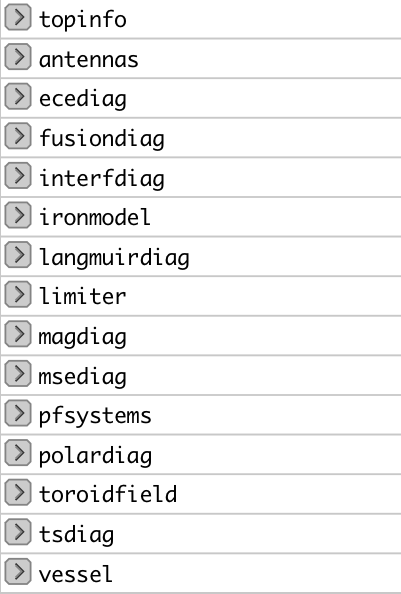 topinfo
antennas
ecediag
fusiondiag
interfdiag
ironmodel
langmuirdiag
limiter
magdiag
msediag
pfsystems
polardiag
toroidfield
tsdiag
vessel